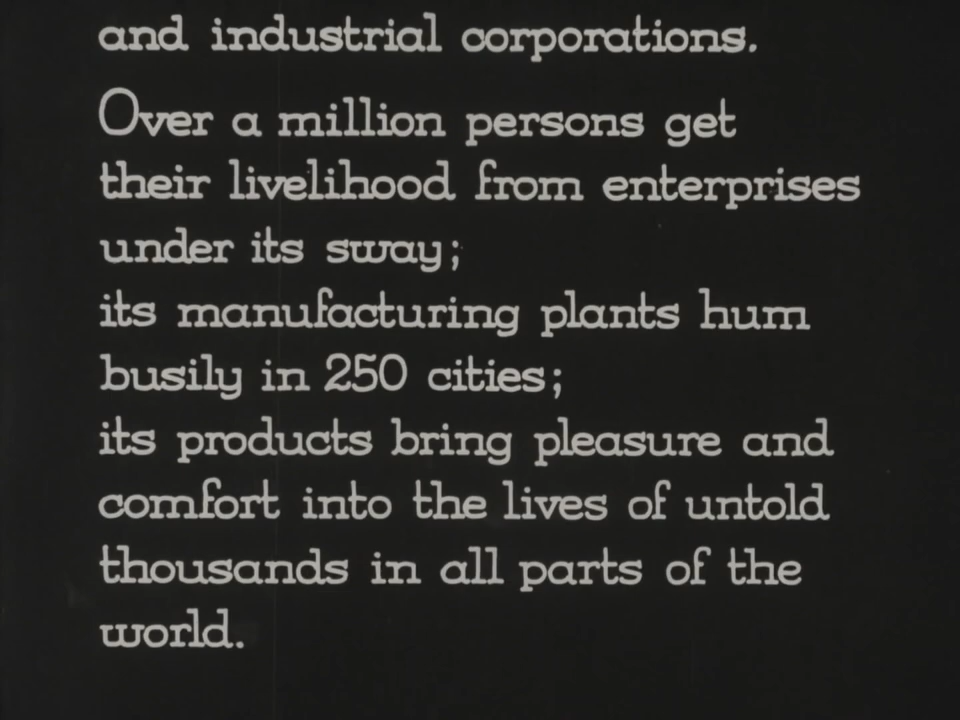 and industrial corporations.
Over a million persons get
their livelihood from enterprises
under its sway;
its manufacturing plants hum
busily in 250 cities;
its products bring pleasure and
comfort into the lives of untold
thousands in all parts of the
world.